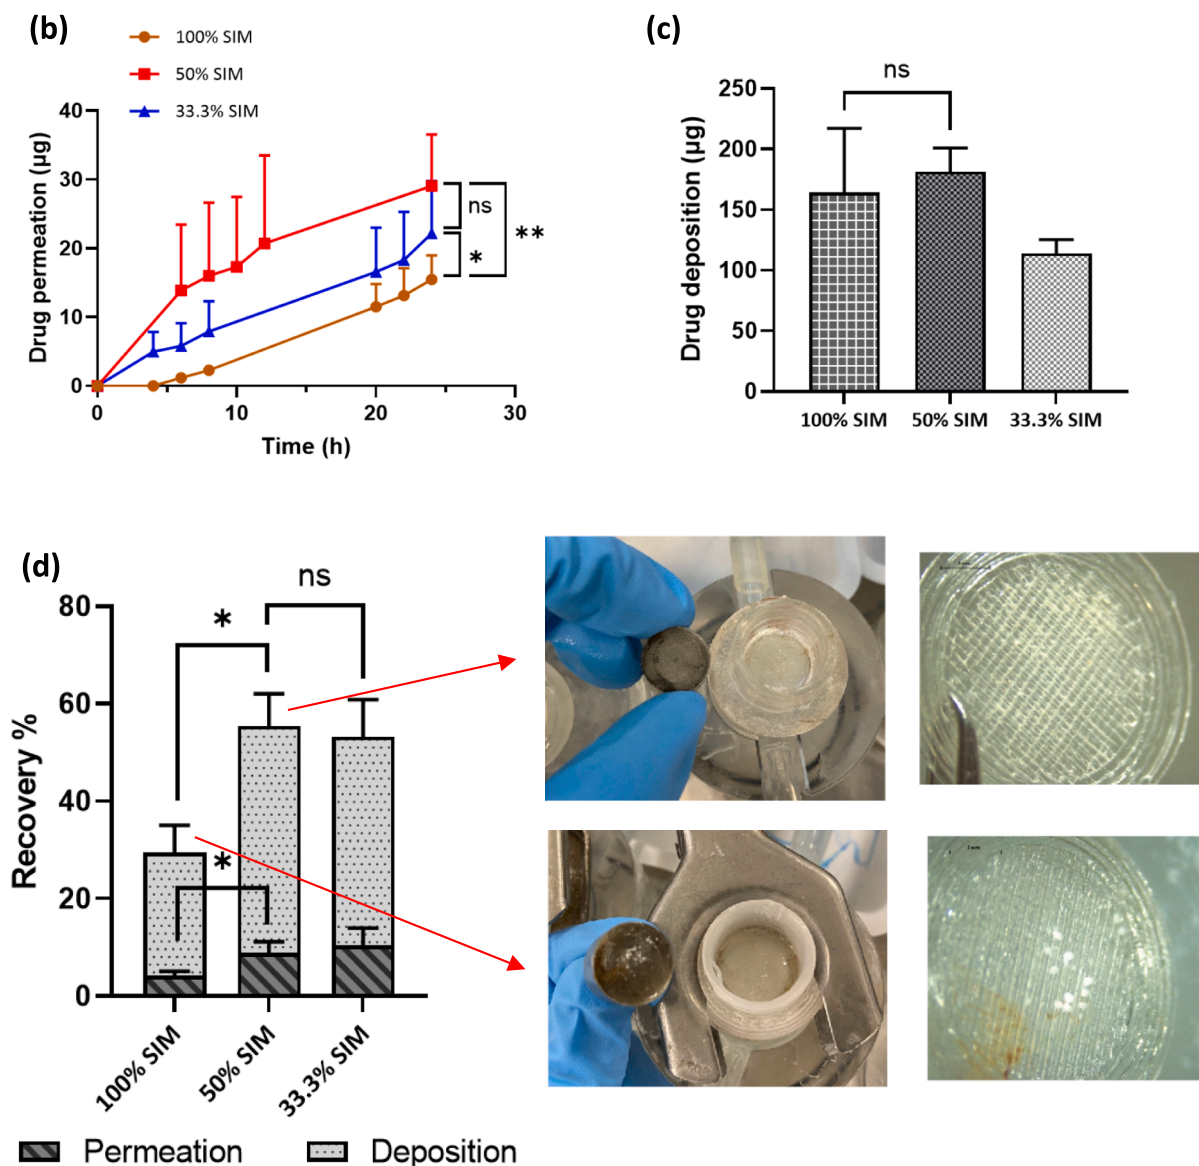 (b)
100% SIM
50% SIM
33.3% SIM
Drug permeation (µg)
40
30
20
10
0
0
10
20
30
Time (h)
ns
*
**
(c)
ns
Drug deposition (µg)
250
200
150
100
50
0
100% SIM
50% SIM
33.3% SIM
(d)
ns
*
*
Recovery %
80
60
40
20
0
100% SIM
50% SIM
33.3% SIM
Permeation
Deposition